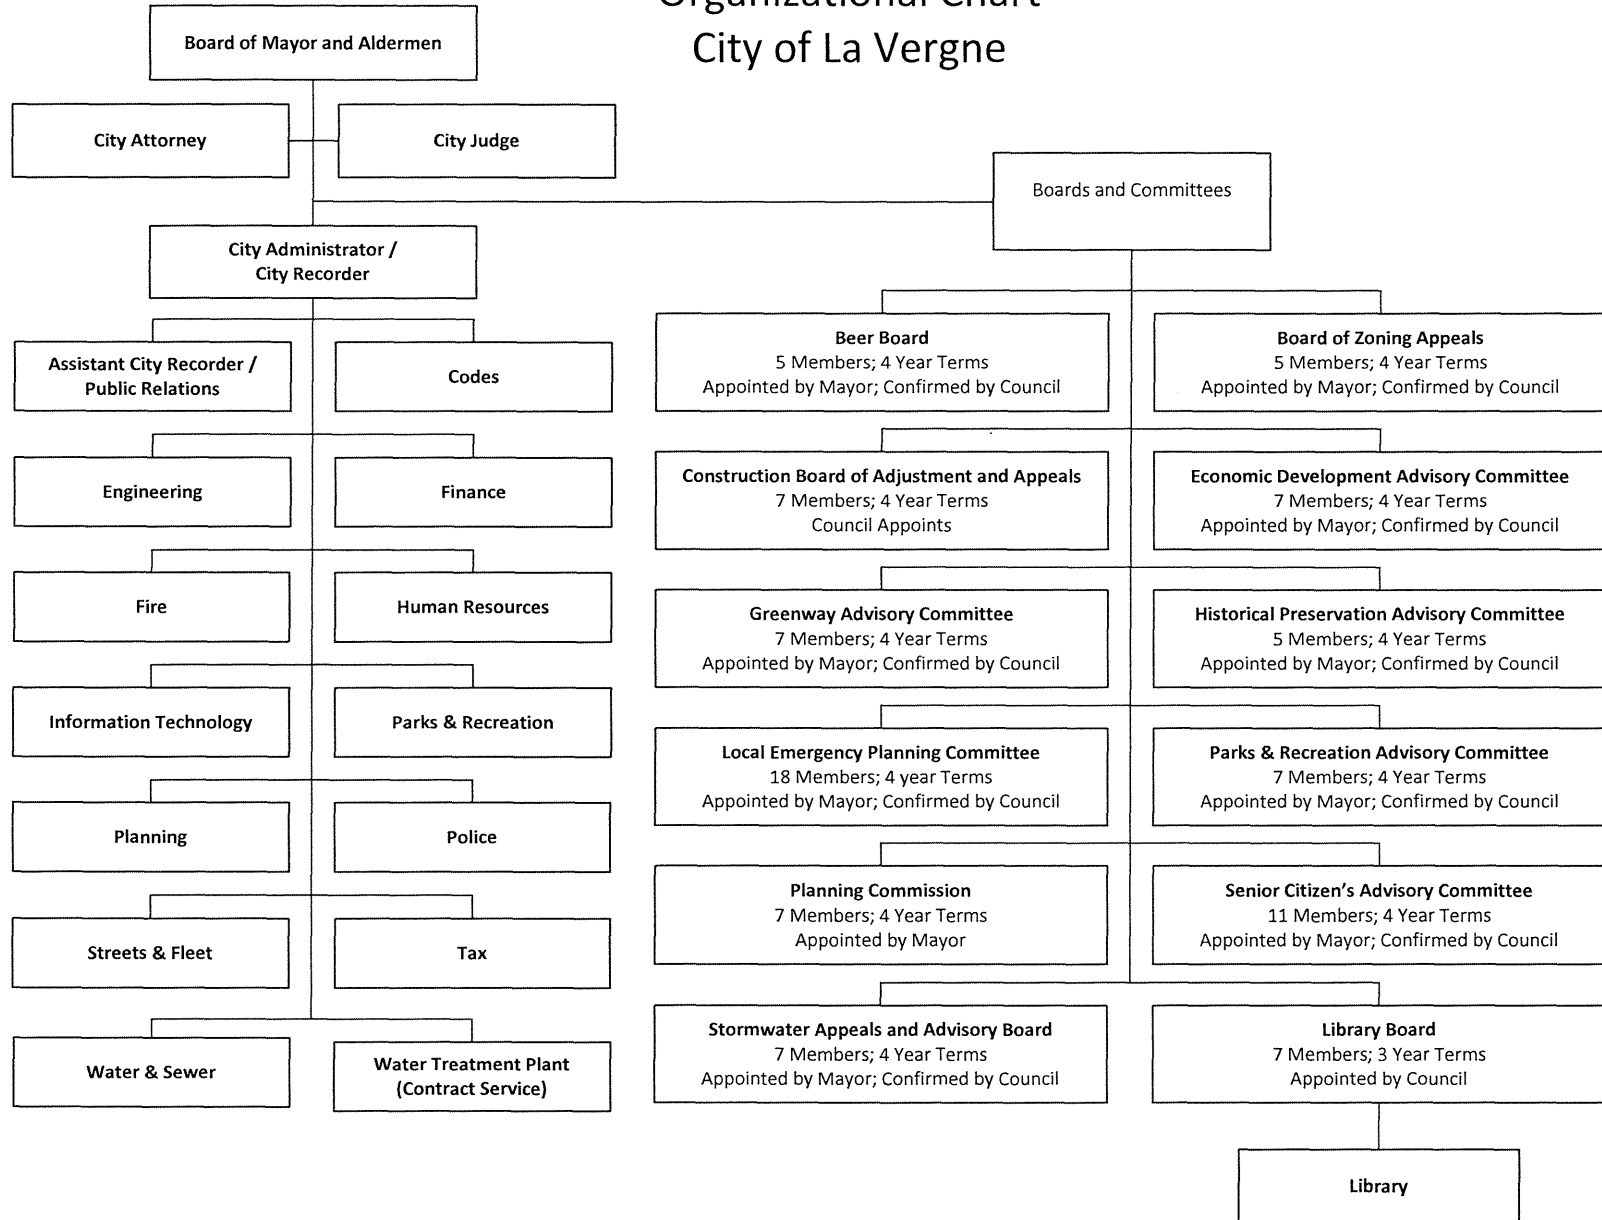 Organizational Chart
City of La Vergne
Board of Mayor and Aldermen
City Attorney
City Judge
Boards and Committees
City Administrator /
City Recorder
Assistant City Recorder /
Public Relations
Codes
Engineering
Finance
Fire
Human Resources
Information Technology
Parks & Recreation
Planning
Police
Streets & Fleet
Tax
Water & Sewer
Water Treatment Plant
(Contract Service)
Beer Board
5 Members; 4 Year Terms
Appointed by Mayor; Confirmed by Council
Board of Zoning Appeals
5 Members; 4 Year Terms
Appointed by Mayor; Confirmed by Council
Construction Board of Adjustment and Appeals
7 Members; 4 Year Terms
Council Appoints
Economic Development Advisory Committee
7 Members; 4 Year Terms
Appointed by Mayor; Confirmed by Council
Greenway Advisory Committee
7 Members; 4 Year Terms
Appointed by Mayor; Confirmed by Council
Historical Preservation Advisory Committee
5 Members; 4 Year Terms
Appointed by Mayor; Confirmed by Council
Local Emergency Planning Committee
18 Members; 4 year Terms
Appointed by Mayor; Confirmed by Council
Parks & Recreation Advisory Committee
7 Members; 4 Year Terms
Appointed by Mayor; Confirmed by Council
Planning Commission
7 Members; 4 Year Terms
Appointed by Mayor
Senior Citizen's Advisory Committee
11 Members; 4 Year Terms
Appointed by Mayor; Confirmed by Council
Stormwater Appeals and Advisory Board
7 Members; 4 Year Terms
Appointed by Mayor; Confirmed by Council
Library Board
7 Members; 3 Year Terms
Appointed by Council
Library